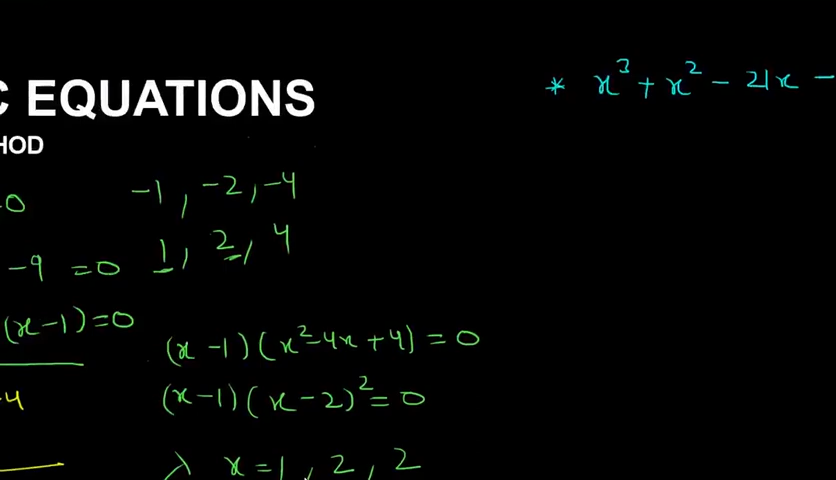 C EQUATIONS
* x³ + x² - 21x -
HOD
-1, -2, -4
=0
1, 2, 4
-9 =0
(x-1)=0
(x-1)(x²-4x+4)=0
-4
(x-1)(x-2)²=0
λ x=1, 2, 2